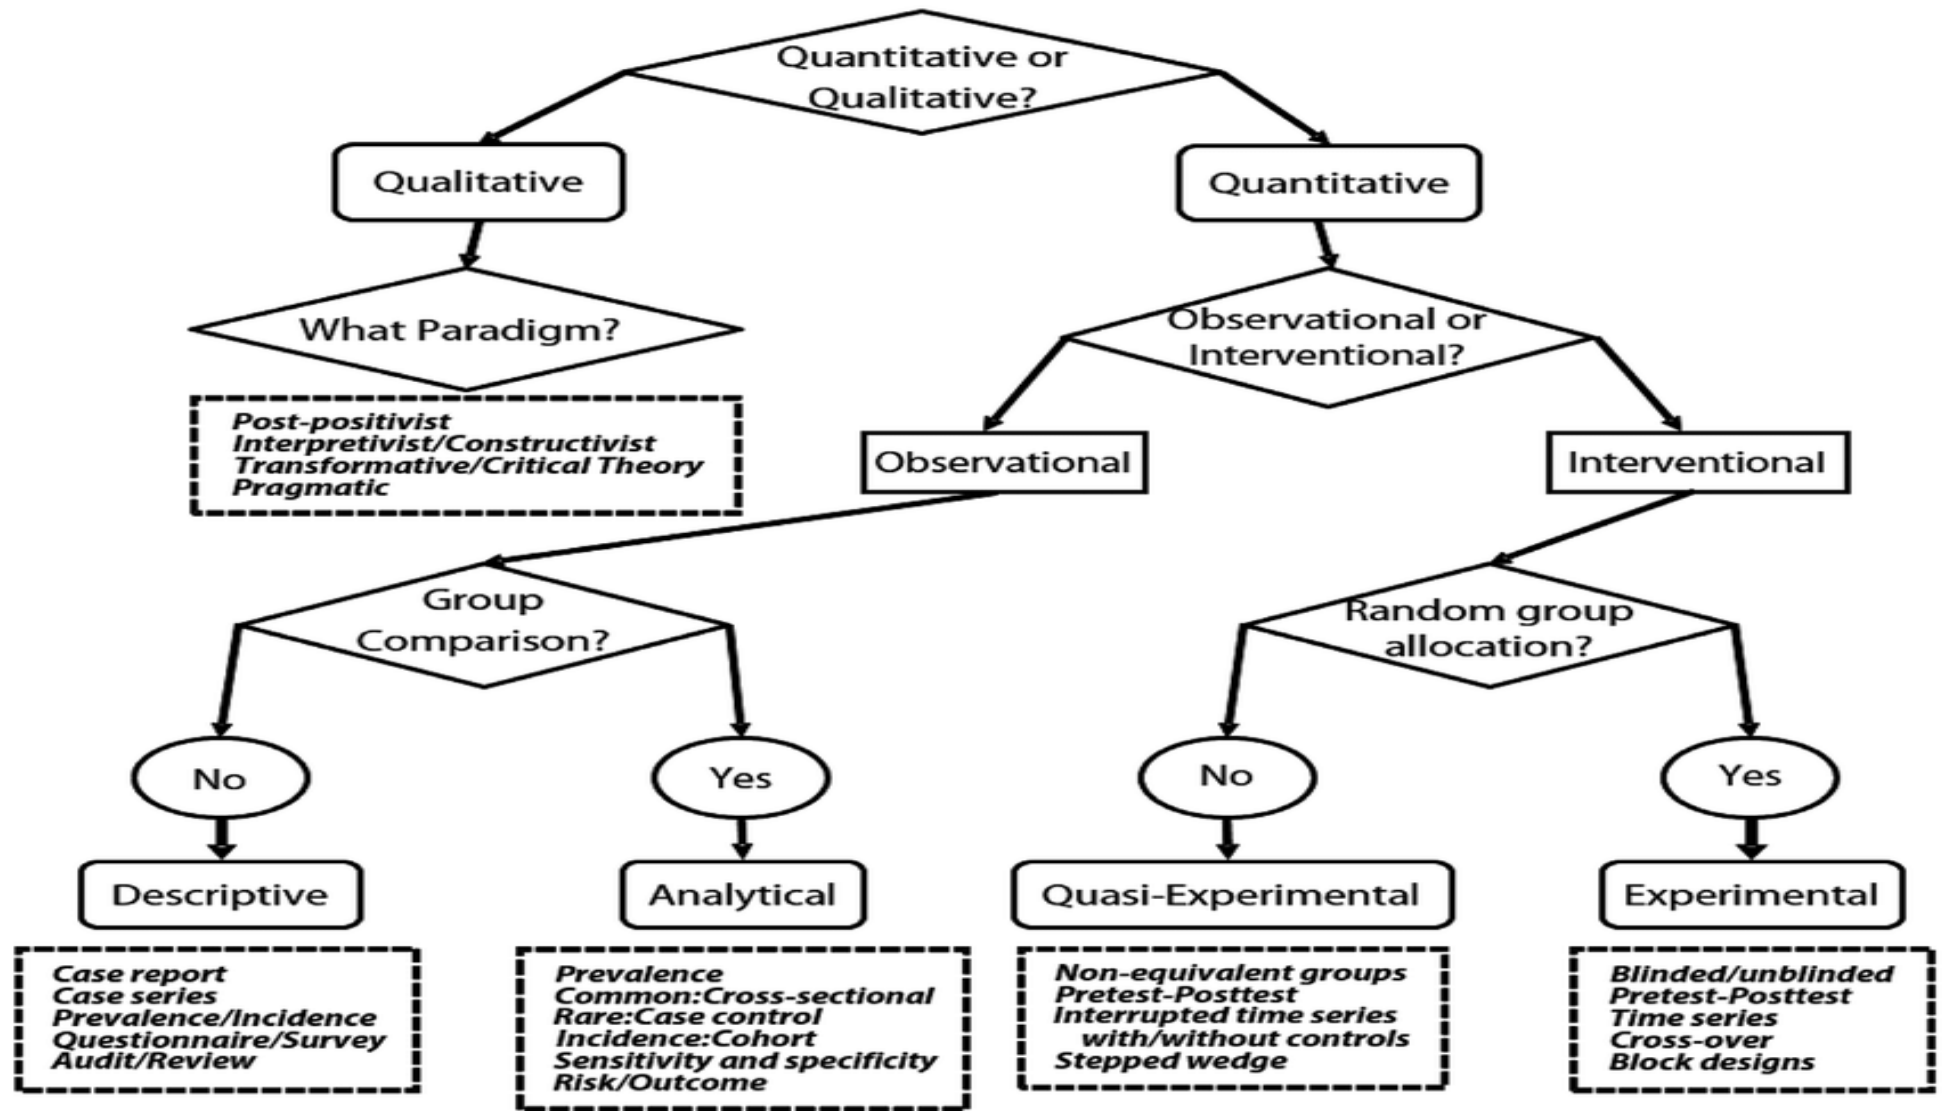 Quantitative or
Qualitative?
Qualitative
Quantitative
What Paradigm?
Observational or
Interventional?
Post-positivist
Interpretivist/Constructivist
Transformative/Critical Theory
Pragmatic
Observational
Interventional
Group
Comparison?
Random group
allocation?
No
Yes
No
Yes
Descriptive
Analytical
Quasi-Experimental
Experimental
Case report
Case series
Prevalence/Incidence
Questionnaire/Survey
Audit/Review
Prevalence
Common:Cross-sectional
Rare:Case control
Incidence:Cohort
Sensitivity and specificity
Risk/Outcome
Non-equivalent groups
Pretest-Posttest
Interrupted time series
with/without controls
Stepped wedge
Blinded/unblinded
Pretest-Posttest
Time series
Cross-over
Block designs